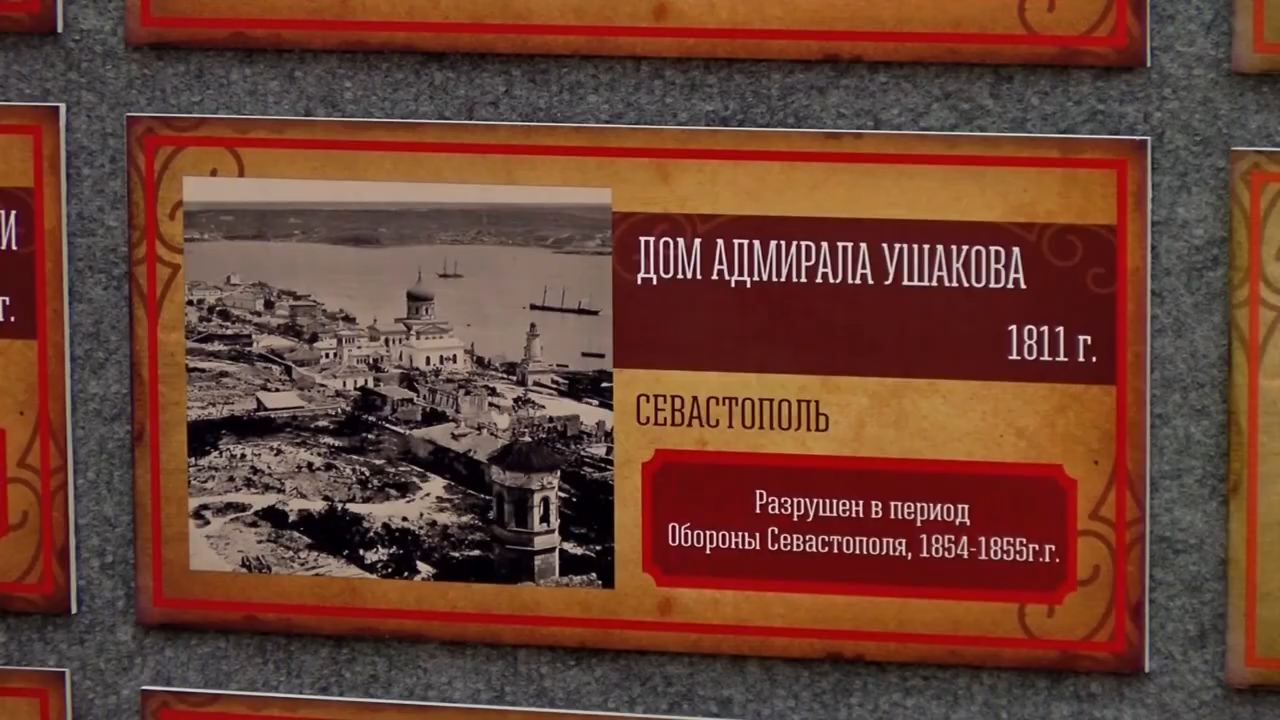 И
г.
ДОМ АДМИРАЛА УШАКОВА
1811 г.
СЕВАСТОПОЛЬ
Разрушен в период
Обороны Севастополя, 1854-1855г.г.